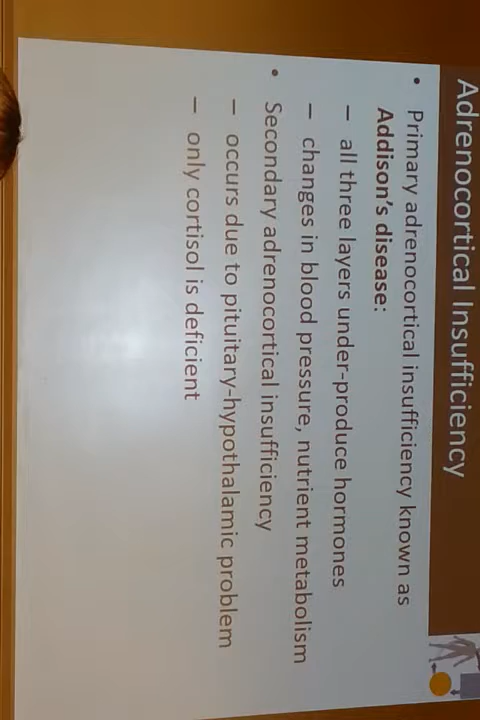 Adrenocortical Insufficiency
• Primary adrenocortical insufficiency known as
Addison's disease:
– all three layers under-produce hormones
– changes in blood pressure, nutrient metabolism
• Secondary adrenocortical insufficiency
– occurs due to pituitary-hypothalamic problem
– only cortisol is deficient